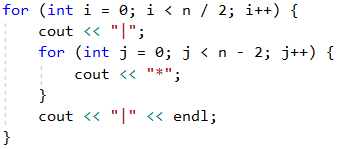 for (int i = 0; i < n / 2; i++) {
    cout << "|";
    for (int j = 0; j < n - 2; j++) {
        cout << "*";
    }
    cout << "|" << endl;
}